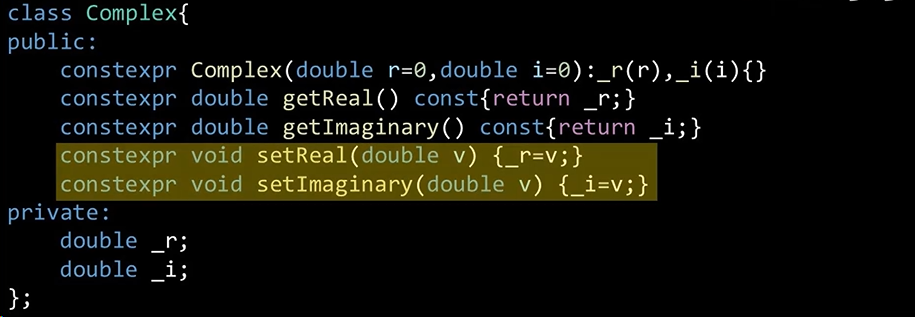 class Complex{
public:
    constexpr Complex(double r=0,double i=0):_r(r),_i(i){}
    constexpr double getReal() const{return _r;}
    constexpr double getImaginary() const{return _i;}
    constexpr void setReal(double v) {_r=v;}
    constexpr void setImaginary(double v) {_i=v;}
private:
    double _r;
    double _i;
};